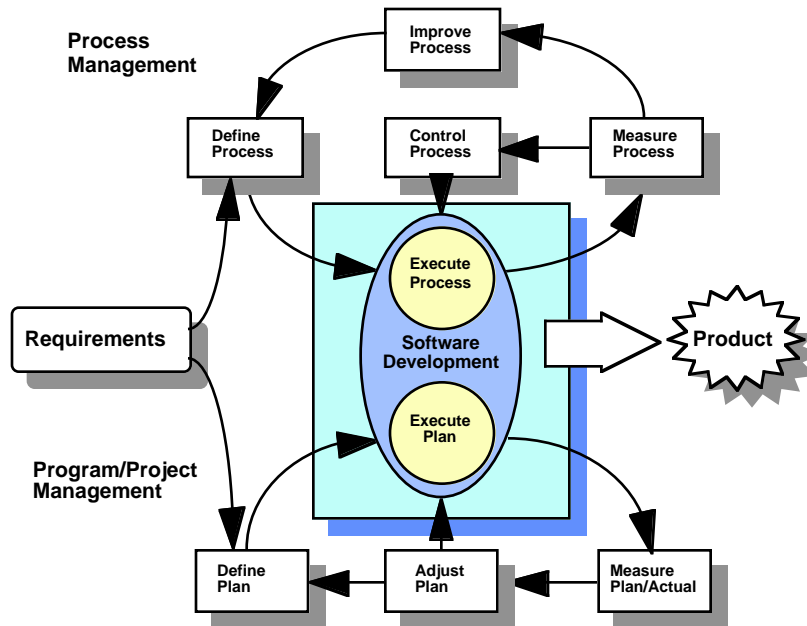 Process
Management
Improve
Process
Define
Process
Control
Process
Measure
Process
Execute
Process
Requirements
Software
Development
Product
Execute
Plan
Program/Project
Management
Define
Plan
Adjust
Plan
Measure
Plan/Actual